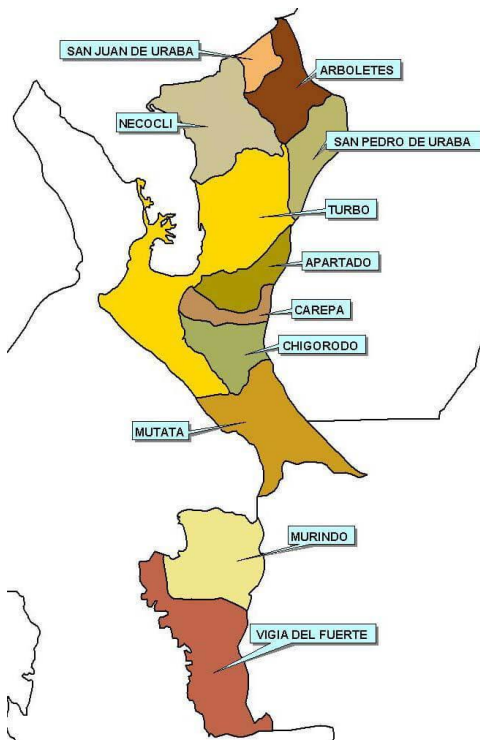 SAN JUAN DE URABA
ARBOLETES
NECOCLI
SAN PEDRO DE URABA
TURBO
APARTADO
CAREPA
CHIGORODO
MUTATA
MURINDO
VIGIA DEL FUERTE